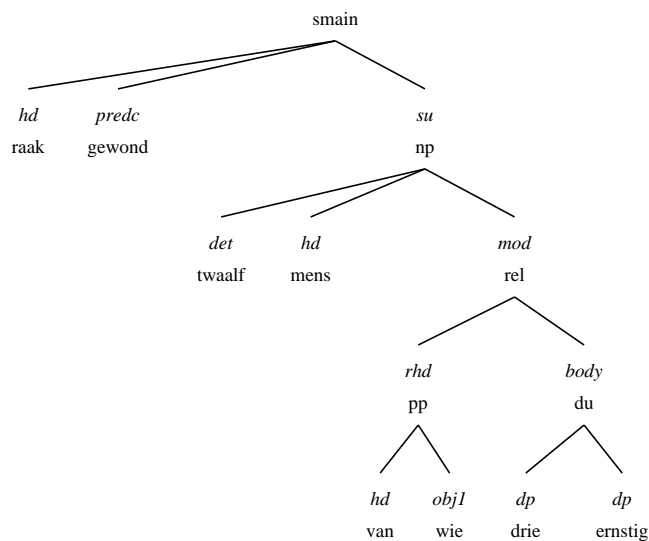 smain
hd predc su
raak gewond np
det hd mod
twaalf mens rel
rhd body
pp du
hd obj1 dp dp
van wie drie ernstig